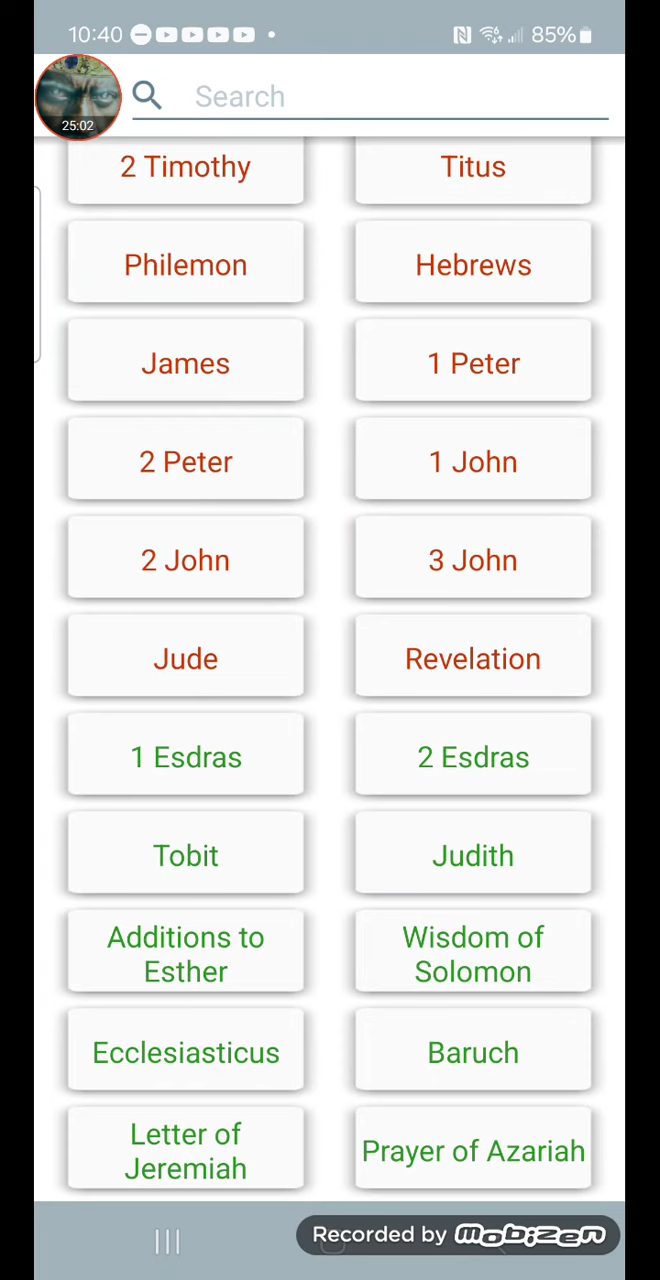 10:40
85%
25:02
Search
2 Timothy
Titus
Philemon
Hebrews
James
1 Peter
2 Peter
1 John
2 John
3 John
Jude
Revelation
1 Esdras
2 Esdras
Tobit
Judith
Additions to
Esther
Wisdom of
Solomon
Ecclesiasticus
Baruch
Letter of
Jeremiah
Prayer of Azariah
Recorded by mobizen